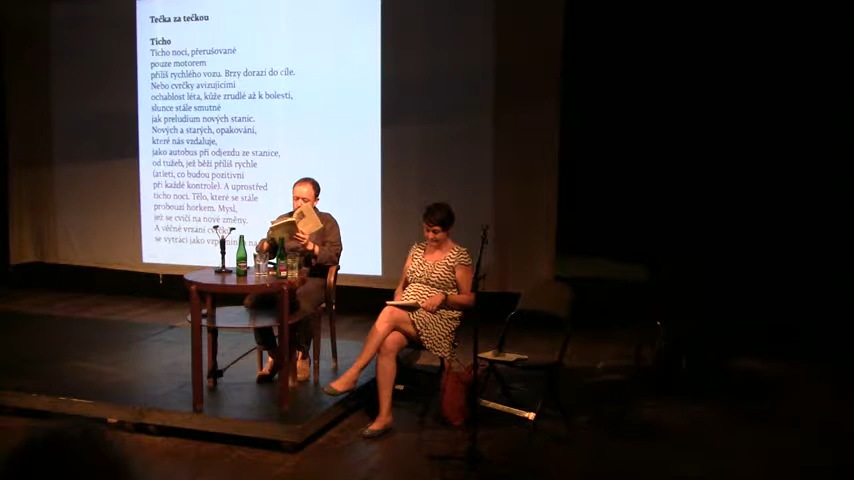 Tečka za tečkou
Ticho
Ticho noci, přerušované
pouze motorem
příliš rychlého vozu. Brzy dorazí do cíle.
Nebo cvrčky avizujícími
ochablost léta, kůže zrudlé až k bolesti,
slunce stále smutné
jak preludium nových stanic.
Nových a starých, opakování,
které nás vzdaluje,
jako autobus při odjezdu ze stanice,
od tužeb, jež běží příliš rychle
(atleti, co budou pozitivní
při každé kontrole). A uprostřed
ticho noci. Tělo, které se stále
probouzí horkem. Mysl,
jež se cvičí na nové změny.
A věčné vrzání cvrčků
se vytrácí jako